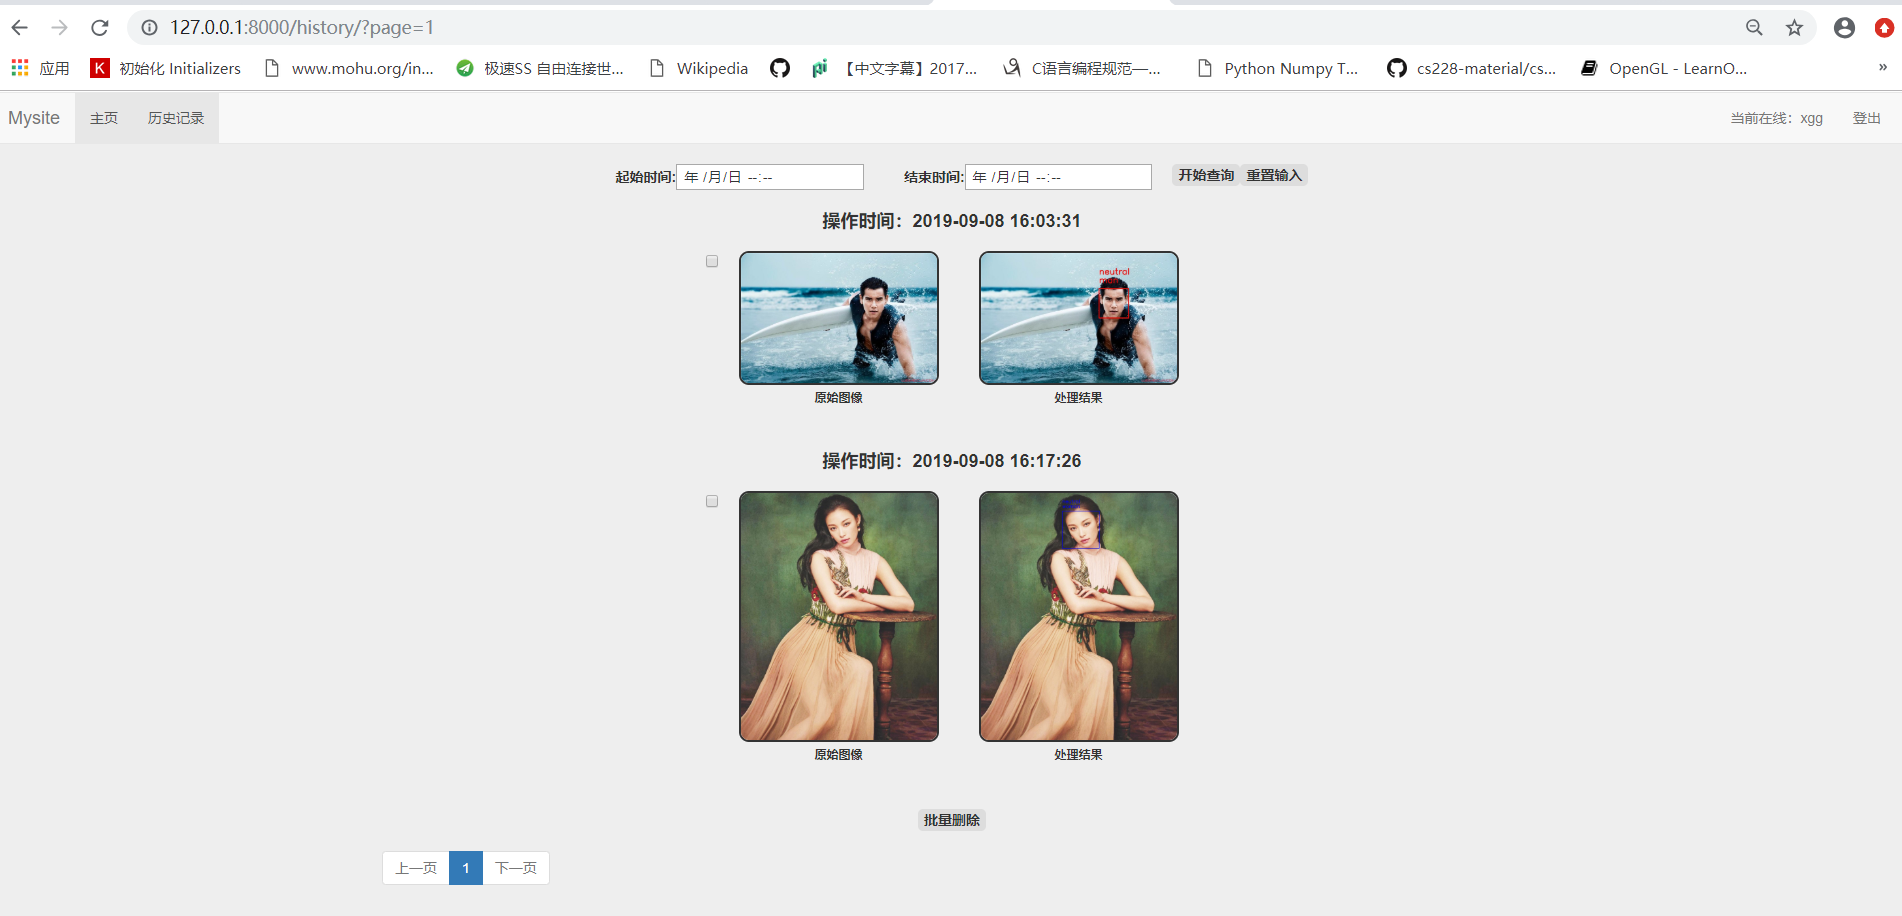 127.0.0.1:8000/history/?page=1
应用 K 初始化 Initializers www.mohu.org/in... 极速SS 自由连接世... Wikipedia 【中文字幕】2017... C语言编程规范—... Python Numpy T... cs228-material/cs... OpenGL - LearnO... »
Mysite 主页 历史记录 当前在线：xgg 登出
起始时间: 年 /月/日 --:-- 结束时间: 年 /月/日 --:-- 开始查询 重置输入
操作时间：2019-09-08 16:03:31
neutral
原始图像 处理结果
操作时间：2019-09-08 16:17:26
原始图像 处理结果
批量删除
上一页 1 下一页